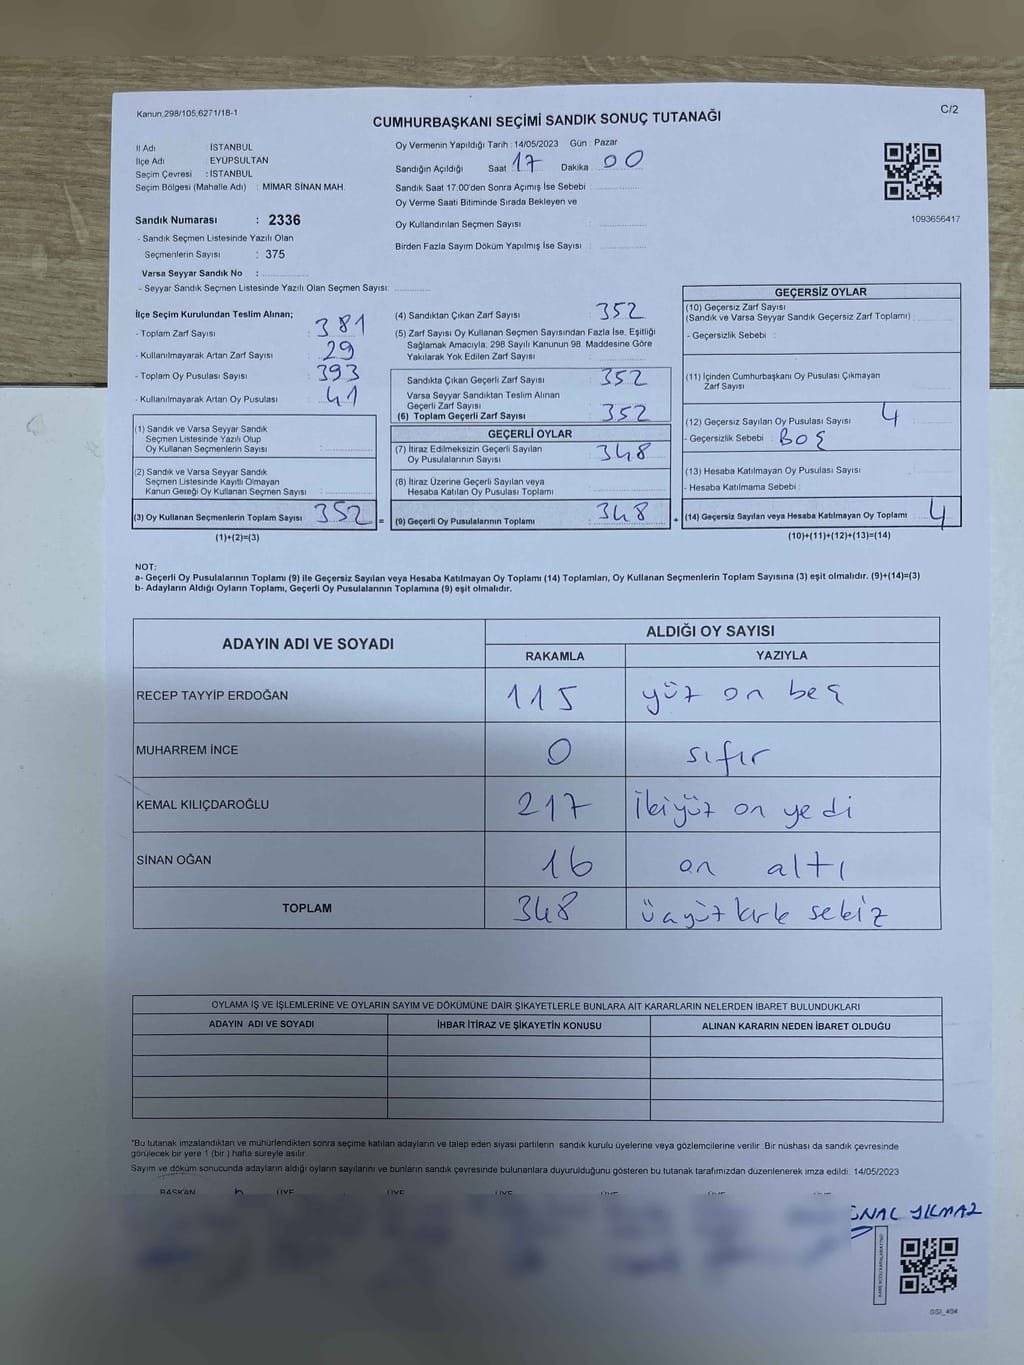 Kanun 298/105;6271/18-1
C/2
CUMHURBAŞKANI SEÇİMİ SANDIK SONUÇ TUTANAĞI
İl Adı : İSTANBUL
İlçe Adı : EYÜPSULTAN
Seçim Çevresi : İSTANBUL
Seçim Bölgesi (Mahalle Adı) : MİMAR SİNAN MAH.
Sandık Numarası : 2336
- Sandık Seçmen Listesinde Yazılı Olan
Seçmenlerin Sayısı : 375
Varsa Seyyar Sandık No :
- Seyyar Sandık Seçmen Listesinde Yazılı Olan Seçmen Sayısı:
Oy Vermenin Yapıldığı Tarih : 14/05/2023 Gün : Pazar
Sandığın Açıldığı Saat 17 Dakika 00
Sandık Saat 17:00'den Sonra Açımış İse Sebebi :
Oy Verme Saati Bitiminde Sırada Bekleyen ve
Oy Kullandırılan Seçmen Sayısı :
Birden Fazla Sayım Döküm Yapılmış İse Sayısı :
1093656417
İlçe Seçim Kurulundan Teslim Alınan;
- Toplam Zarf Sayısı : 381
- Kullanılmayarak Artan Zarf Sayısı : 29
- Toplam Oy Pusulası Sayısı : 393
- Kullanılmayarak Artan Oy Pusulası : 41
(1) Sandık ve Varsa Seyyar Sandık
Seçmen Listesinde Yazılı Olup
Oy Kullanan Seçmenlerin Sayısı :
(2) Sandık ve Varsa Seyyar Sandık
Seçmen Listesinde Kayıtlı Olmayan
Kanun Gereği Oy Kullanan Seçmen Sayısı :
(3) Oy Kullanan Seçmenlerin Toplam Sayısı : 352
(1)+(2)=(3)
=
(4) Sandıktan Çıkan Zarf Sayısı : 352
(5) Zarf Sayısı Oy Kullanan Seçmen Sayısından Fazla İse, Eşitliği
Sağlamak Amacıyla; 298 Sayılı Kanunun 98. Maddesine Göre
Yakılarak Yok Edilen Zarf Sayısı :
Sandıkta Çıkan Geçerli Zarf Sayısı : 352
Varsa Seyyar Sandıktan Teslim Alınan
Geçerli Zarf Sayısı :
(6) Toplam Geçerli Zarf Sayısı : 352
GEÇERLİ OYLAR
(7) İtiraz Edilmeksizin Geçerli Sayılan
Oy Pusulalarının Sayısı : 348
(8) İtiraz Üzerine Geçerli Sayılan veya
Hesaba Katılan Oy Pusulası Toplamı :
(9) Geçerli Oy Pusulalarının Toplamı : 348
+
GEÇERSİZ OYLAR
(10) Geçersiz Zarf Sayısı
(Sandık ve Varsa Seyyar Sandık Geçersiz Zarf Toplamı) :
- Geçersizlik Sebebi :
(11) İçinden Cumhurbaşkanı Oy Pusulası Çıkmayan
Zarf Sayısı :
(12) Geçersiz Sayılan Oy Pusulası Sayısı : 4
- Geçersizlik Sebebi : BOŞ
(13) Hesaba Katılmayan Oy Pusulası Sayısı :
- Hesaba Katılmama Sebebi :
(14) Geçersiz Sayılan veya Hesaba Katılmayan Oy Toplamı : 4
(10)+(11)+(12)+(13)=(14)
NOT:
a- Geçerli Oy Pusulalarının Toplamı (9) ile Geçersiz Sayılan veya Hesaba Katılmayan Oy Toplamı (14) Toplamları, Oy Kullanan Seçmenlerin Toplam Sayısına (3) eşit olmalıdır. (9)+(14)=(3)
b- Adayların Aldığı Oyların Toplamı, Geçerli Oy Pusulalarının Toplamına (9) eşit olmalıdır.
ADAYIN ADI VE SOYADI
ALDIĞI OY SAYISI
RAKAMLA YAZIYLA
RECEP TAYYİP ERDOĞAN 115 yüz on beş
MUHARREM İNCE 0 sıfır
KEMAL KILIÇDAROĞLU 217 İkiyüz on yedi
SİNAN OĞAN 16 on altı
TOPLAM 348 üçyüz kırk sekiz
OYLAMA İŞ VE İŞLEMLERİNE VE OYLARIN SAYIM VE DÖKÜMÜNE DAİR ŞİKAYETLERLE BUNLARA AİT KARARLARIN NELERDEN İBARET BULUNDUKLARI
ADAYIN ADI VE SOYADI İHBAR İTİRAZ VE ŞİKAYETİN KONUSU ALINAN KARARIN NEDEN İBARET OLDUĞU
"Bu tutanak imzalandıktan ve mühürlendikten sonra seçime katılan adayların ve talep eden siyasi partilerin sandık kurulu üyelerine veya gözlemcilerine verilir. Bir nüshası da sandık çevresinde
görülecek bir yere 1 (bir ) hafta süreyle asılır.
Sayım ve döküm sonucunda adayların aldığı oyların sayılarını ve bunların sandık çevresinde bulunanlara duyurulduğunu gösteren bu tutanak tarafımızdan düzenlenerek imza edildi. 14/05/2023
BAŞKAN ÜYE ÜYE ÜYE ÜYE ÜYE ÜYE
YILMAZ
SSİ_404